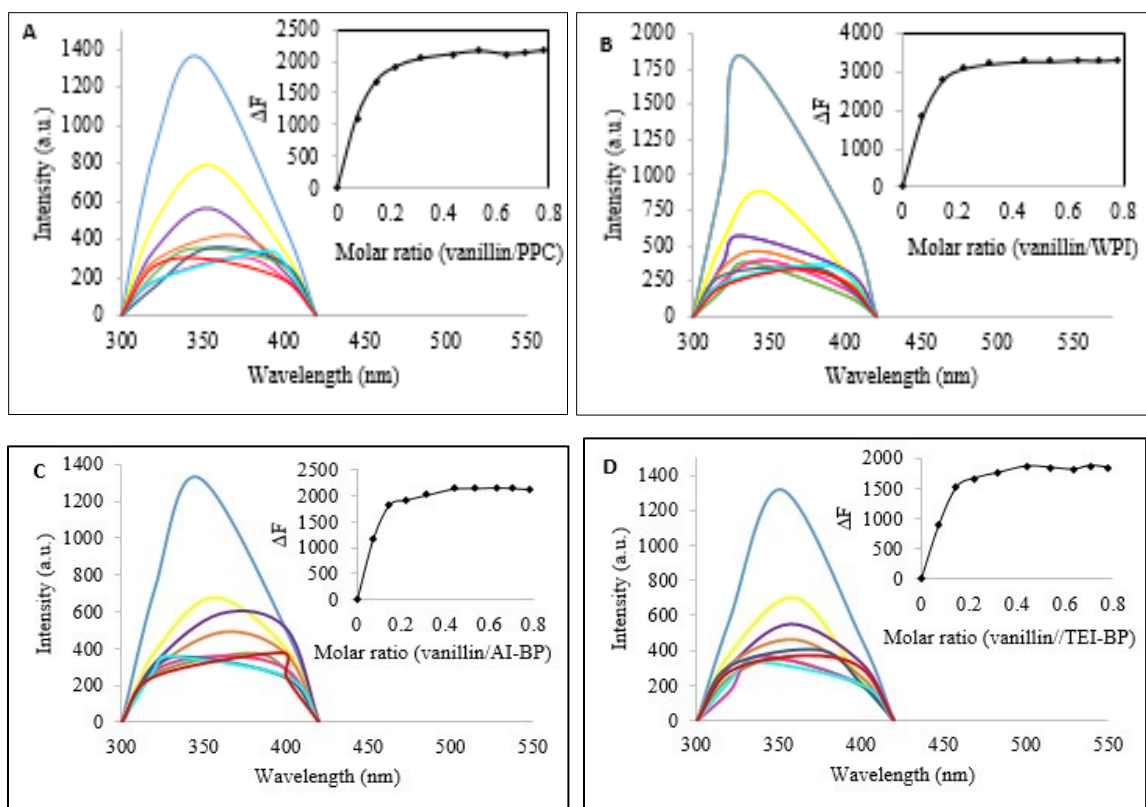 A
Intensity (a.u.)
1400
1200
1000
800
600
400
200
0
300 350 400 450 500 550
Wavelength (nm)
ΔF
2500
2000
1500
1000
500
0
0 0.2 0.4 0.6 0.8
Molar ratio (vanillin/PPC)
B
Intensity (a.u.)
2000
1750
1500
1250
1000
750
500
250
0
300 350 400 450 500 550
Wavelength (nm)
ΔF
4000
3000
2000
1000
0
0 0.2 0.4 0.6 0.8
Molar ratio (vanillin/WPI)
C
Intensity (a.u.)
1400
1200
1000
800
600
400
200
0
300 350 400 450 500 550
Wavelength (nm)
ΔF
2500
2000
1500
1000
500
0
0 0.2 0.4 0.6 0.8
Molar ratio (vanillin/AI-BP)
D
Intensity (a.u.)
1400
1200
1000
800
600
400
200
0
300 350 400 450 500 550
Wavelength (nm)
ΔF
2000
1500
1000
500
0
0 0.2 0.4 0.6 0.8
Molar ratio (vanillin//TEI-BP)